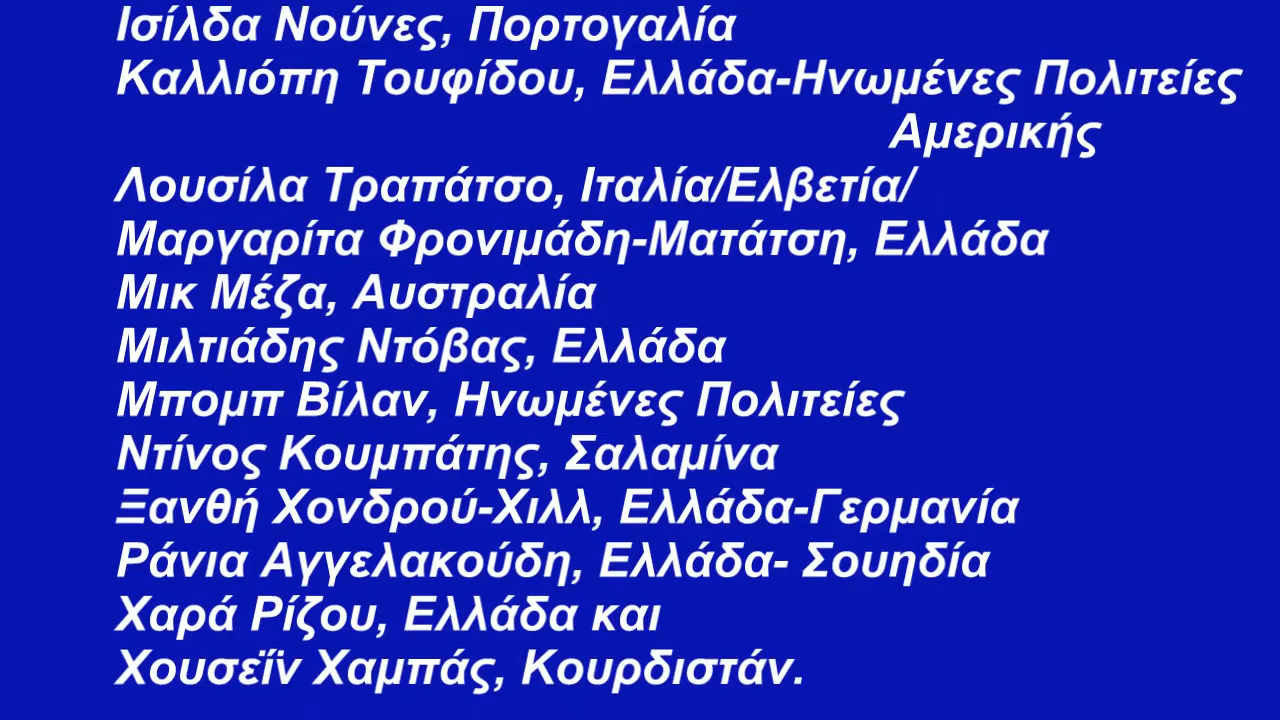 Ισίλδα Νούνες, Πορτογαλία
Καλλιόπη Τουφίδου, Ελλάδα-Ηνωμένες Πολιτείες
Αμερικής
Λουσίλα Τραπάτσο, Ιταλία/Ελβετία/
Μαργαρίτα Φρονιμάδη-Ματάτση, Ελλάδα
Μικ Μέζα, Αυστραλία
Μιλτιάδης Ντόβας, Ελλάδα
Μπομπ Βίλαν, Ηνωμένες Πολιτείες
Ντίνος Κουμπάτης, Σαλαμίνα
Ξανθή Χονδρού-Χιλλ, Ελλάδα-Γερμανία
Ράνια Αγγελακούδη, Ελλάδα- Σουηδία
Χαρά Ρίζου, Ελλάδα και
Χουσεΐν Χαμπάς, Κουρδιστάν.